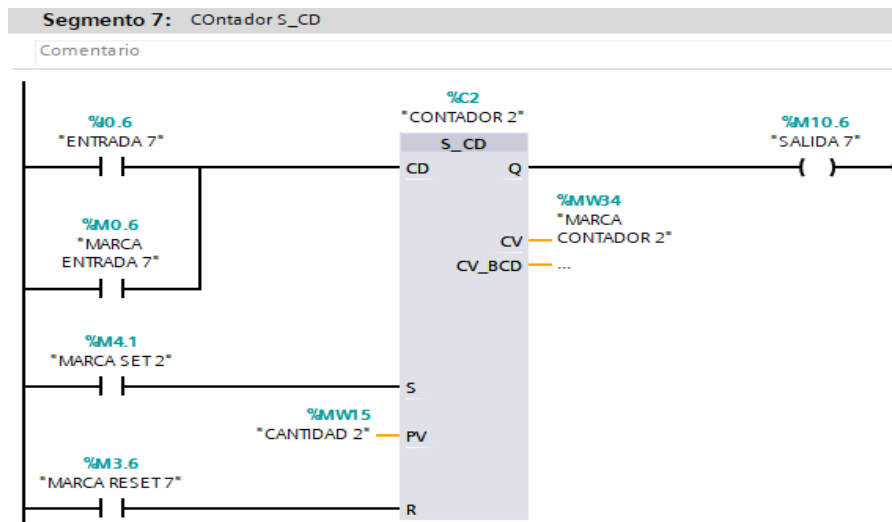 Segmento 7: COntador S_CD
Comentario
%I0.6
"ENTRADA 7"
%M0.6
"MARCA
ENTRADA 7"
%M4.1
"MARCA SET 2"
%MW15
"CANTIDAD 2"
%M3.6
"MARCA RESET 7"
%C2
"CONTADOR 2"
S_CD
CD
Q
CV
CV_BCD
S
PV
R
%M10.6
"SALIDA 7"
%MW34
"MARCA
CONTADOR 2"
...